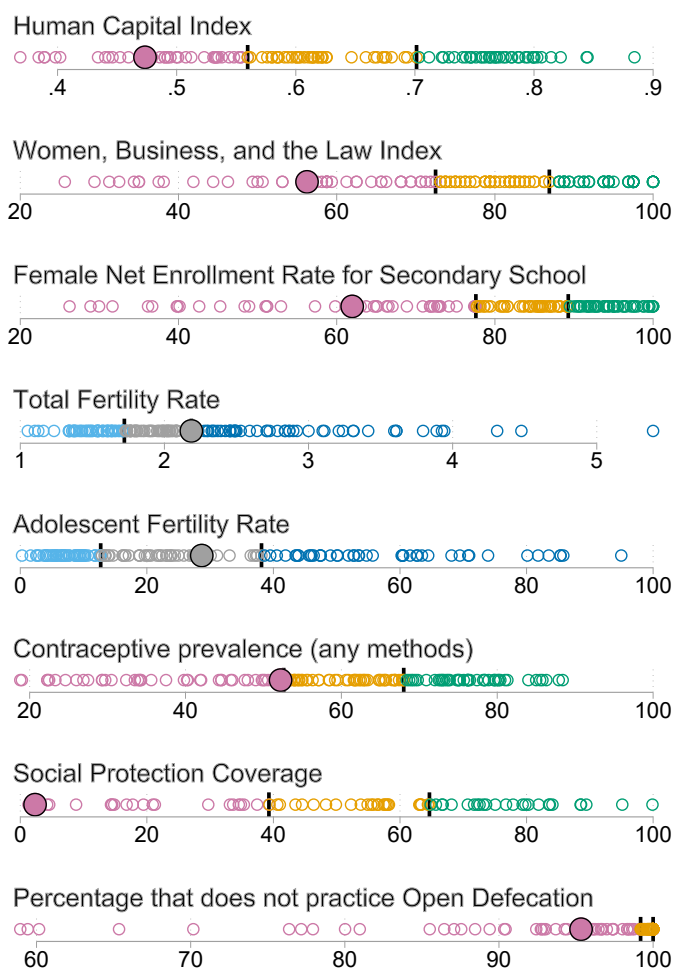 Human Capital Index
.4 .5 .6 .7 .8 .9
Women, Business, and the Law Index
20 40 60 80 100
Female Net Enrollment Rate for Secondary School
20 40 60 80 100
Total Fertility Rate
1 2 3 4 5
Adolescent Fertility Rate
0 20 40 60 80 100
Contraceptive prevalence (any methods)
20 40 60 80 100
Social Protection Coverage
0 20 40 60 80 100
Percentage that does not practice Open Defecation
60 70 80 90 100